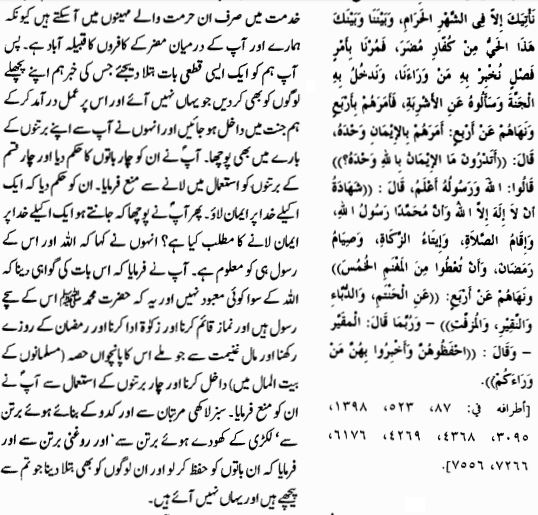 نَأْتِيَكَ إِلاَّ فِي الشَّهْرِ الْحَرَامِ، وَبَيْنَنَا وَبَيْنَكَ
هَذَا الْحَيُّ مِنْ كُفَّارِ مُضَرَ، فَمُرْنَا بِأَمْرٍ
فَصْلٍ نُخْبِرْ بِهِ مَنْ وَرَاءَنَا، وَنَدْخُلْ بِهِ
الْجَنَّةَ وَسَأَلُوهُ عَنِ الأَشْرِبَةِ، فَأَمَرَهُمْ بِأَرْبَعٍ
وَنَهَاهُمْ عَنْ أَرْبَعٍ: أَمَرَهُمْ بِالإِيْمَانِ وَحْدَهُ،
قَالَ: ((أَتَدْرُونَ مَا الإِيْمَانُ بِا للهِ وَحْدَهُ؟))
قَالُوا: ا للهُ وَرَسُولُهُ أَعْلَمُ، قَالَ : ((شَهَادَةُ
أَنْ لاَ إِلَهَ إِلاَّ ا للهُ وَأَنَّ مُحَمَّدًا رَسُولُ ا للهِ،
وَإِقَامُ الصَّلاَةِ، وَإِيتَاءُ الزَّكَاةِ، وَصِيَامُ
رَمَضَانَ، وَأَنْ تُعْطُوا مِنَ الْمَغْنَمِ الْخُمُسَ))
وَنَهَاهُمْ عَنْ أَرْبَعٍ: ((عَنِ الْحَنْتَمِ، وَالدُّبَّاءِ
وَالنَّقِيْرِ، وَالْمُزَفَّتِ)) – وَرُبَّمَا قَالَ: الْمُقَيَّرِ
– وَقَالَ : ((احْفَظُوهُنَّ وَأَخْبِرُوا بِهِنَّ مَنْ
وَرَاءَكُمْ)).
[أطرافه في: ٨٧، ٥٢٣، ١٣٩٨،
٣٠٩٥، ٤٣٦٨، ٤٢٦٩، ٦١٧٦،
٧٢٦٦، ٧٥٥٦].
خدمت میں صرف ان حرمت والے مہینوں میں آ سکتے ہیں کیونکہ
ہمارے اور آپ کے درمیان مضر کے کافروں کا قبیلہ آباد ہے۔ پس
آپ ہم کو ایک ایسی قطعی بات بتلا دیجئے جس کی خبر ہم اپنے پچھلے
لوگوں کو بھی کر دیں جو یہاں نہیں آئے اور اس پر عمل درآمد کر کے
ہم جنت میں داخل ہو جائیں اور انہوں نے آپ سے اپنے برتنوں کے
بارے میں بھی پوچھا۔ آپؐ نے ان کو چار باتوں کا حکم دیا اور چار قسم
کے برتنوں کو استعمال میں لانے سے منع فرمایا۔ ان کو حکم دیا کہ ایک
اکیلے خدا پر ایمان لاؤ۔ پھر آپؐ نے پوچھا کہ جانتے ہو ایک اکیلے خدا پر
ایمان لانے کا مطلب کیا ہے؟ انہوں نے کہا کہ اللہ اور اس کے
رسول ہی کو معلوم ہے۔ آپ نے فرمایا کہ اس بات کی گواہی دینا کہ
اللہ کے سوا کوئی معبود نہیں اور یہ کہ حضرت محمد ﷺ اس کے سچے
رسول ہیں اور نماز قائم کرنا اور زکوٰۃ ادا کرنا اور رمضان کے روزے
رکھنا اور مال غنیمت سے جو ملے اس کا پانچواں حصہ (مسلمانوں کے
بیت المال میں) داخل کرنا اور چار برتنوں کے استعمال سے آپؐ نے
ان کو منع فرمایا۔ سبز لاکھی مرتبان سے اور کدو کے بنائے ہوئے برتن
سے، لکڑی کے کھودے ہوئے برتن سے، اور روغنی برتن سے اور
فرمایا کہ ان باتوں کو حفظ کر لو اور ان لوگوں کو بھی بتلا دینا جو تم سے
پیچھے ہیں اور یہاں نہیں آئے ہیں۔